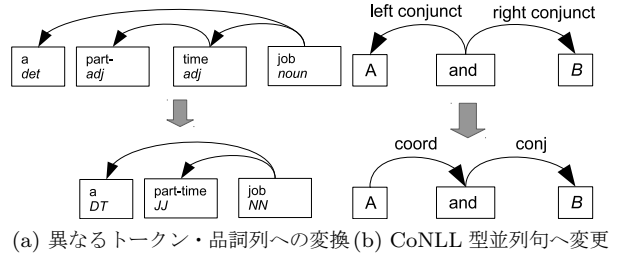 left conjunct right conjunct
a part- time job
det adj adj noun
A and B
coord conj
a part-time job
DT JJ NN
A and B
(a) 異なるトークン・品詞列への変換 (b) CoNLL 型並列句へ変更